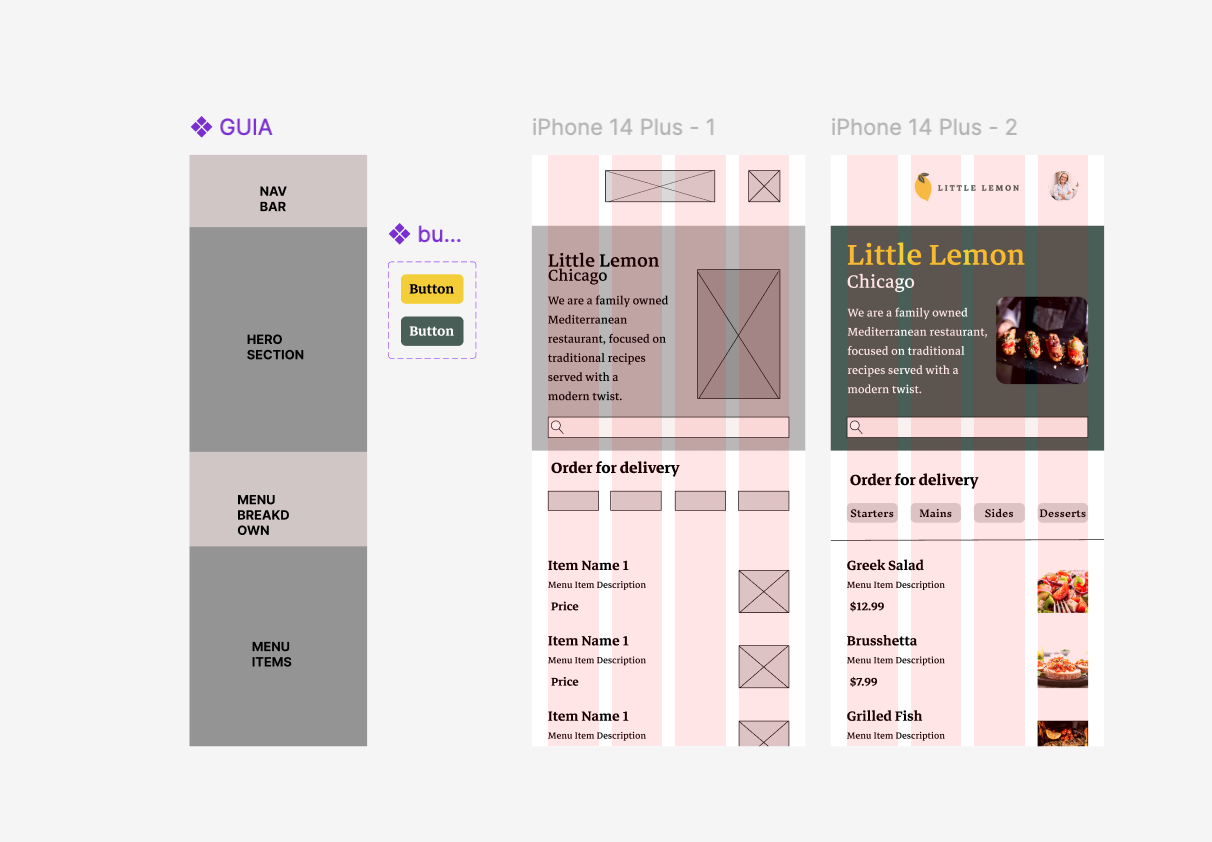 GUIA
NAV
BAR
HERO
SECTION
MENU
BREAKD
OWN
MENU
ITEMS
bu...
Button
Button
iPhone 14 Plus - 1
Little Lemon
Chicago
We are a family owned
Mediterranean
restaurant, focused on
traditional recipes
served with a
modern twist.
Order for delivery
Item Name 1
Menu Item Description
Price
Item Name 1
Menu Item Description
Price
Item Name 1
Menu Item Description
iPhone 14 Plus - 2
LITTLE LEMON
Little Lemon
Chicago
We are a family owned
Mediterranean restaurant,
focused on traditional
recipes served with a
modern twist.
Order for delivery
Starters Mains Sides Desserts
Greek Salad
Menu Item Description
$12.99
Brusshetta
Menu Item Description
$7.99
Grilled Fish
Menu Item Description